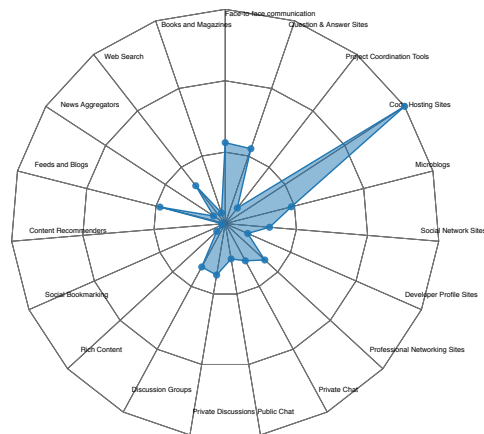 Face-to-face communication
Books and Magazines
Question & Answer Sites
Web Search
Project Coordination Tools
News Aggregators
Code Hosting Sites
Feeds and Blogs
Microblogs
Content Recommenders
Social Network Sites
Social Bookmarking
Developer Profile Sites
Rich Content
Professional Networking Sites
Discussion Groups
Private Chat
Private Discussions
Public Chat